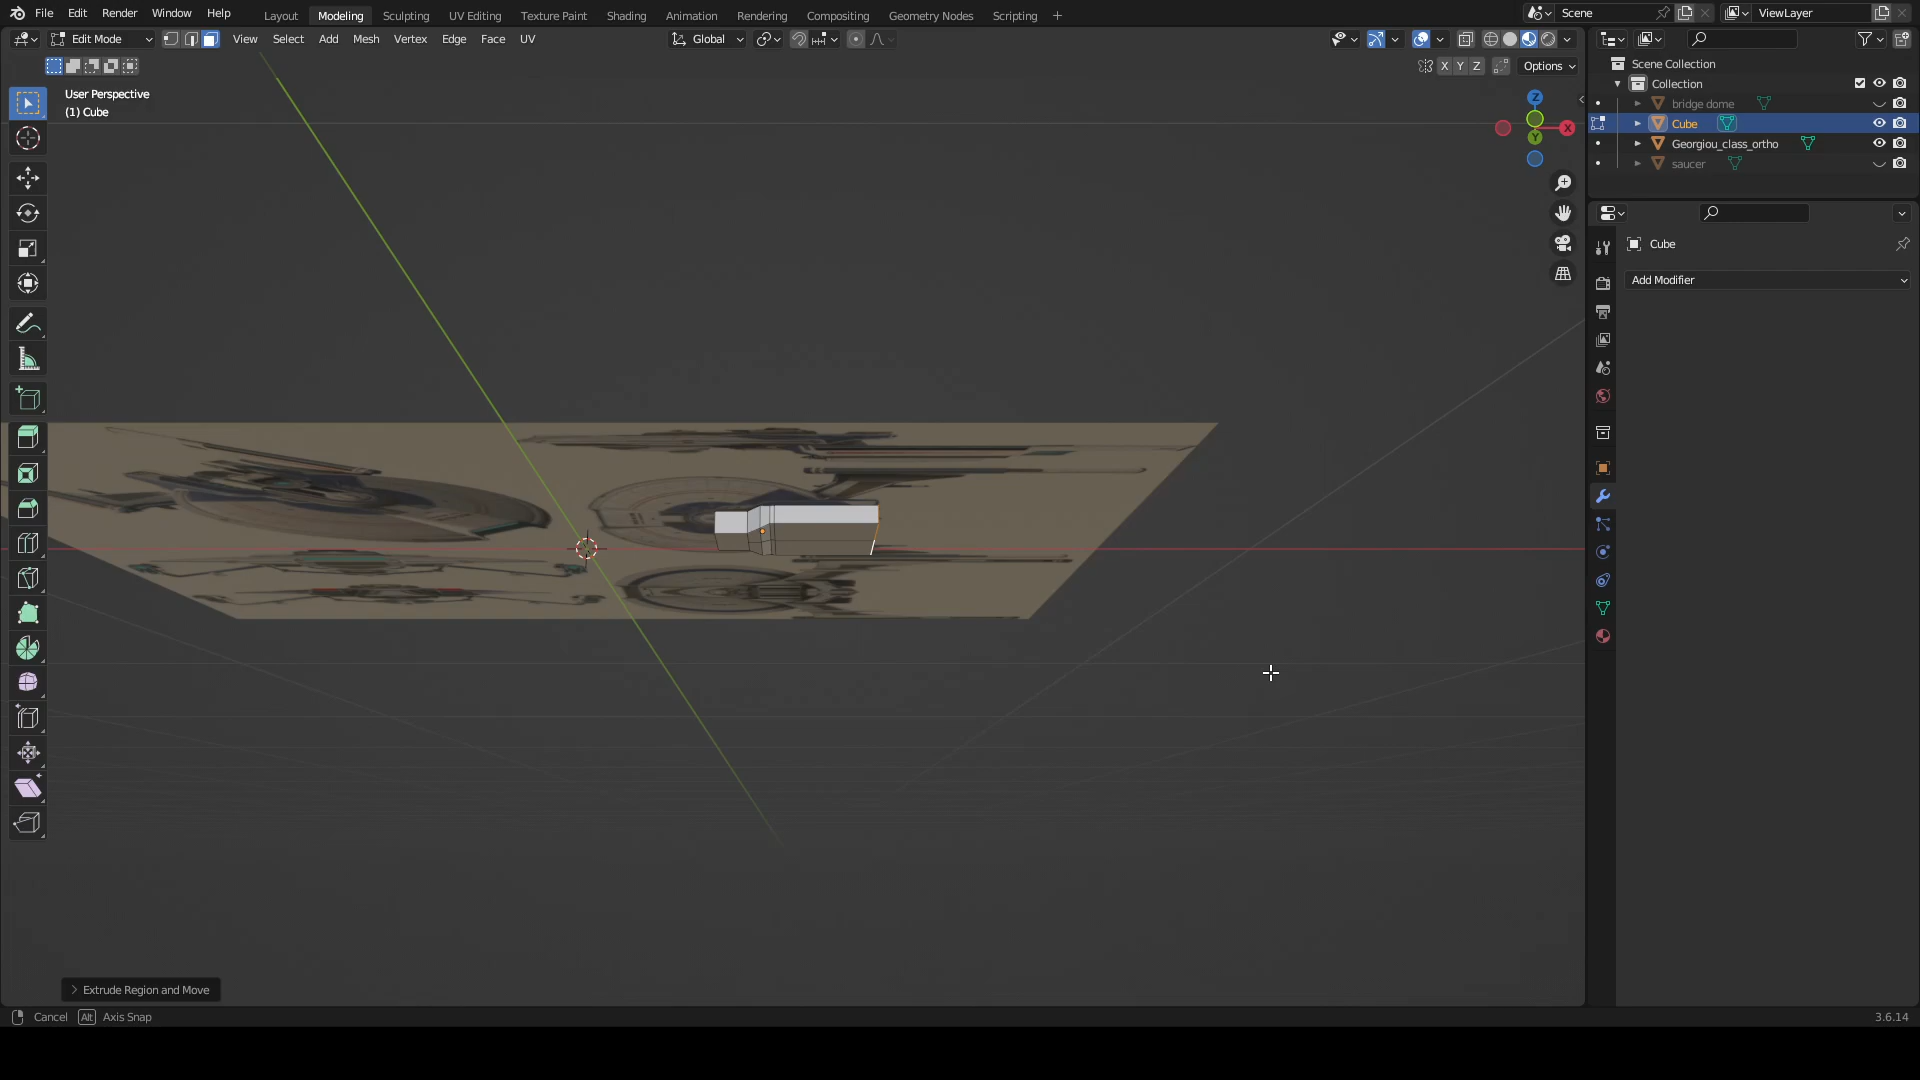 File Edit Render Window Help
Layout Modeling Sculpting UV Editing Texture Paint Shading Animation Rendering Compositing Geometry Nodes Scripting +
Scene
ViewLayer
Edit Mode
View Select Add Mesh Vertex Edge Face UV
Global
X Y Z
Options
User Perspective
(1) Cube
Z
X
Y
Scene Collection
Collection
bridge dome
Cube
Georgiou_class_ortho
saucer
Cube
Add Modifier
Extrude Region and Move
Cancel Alt Axis Snap
3.6.14